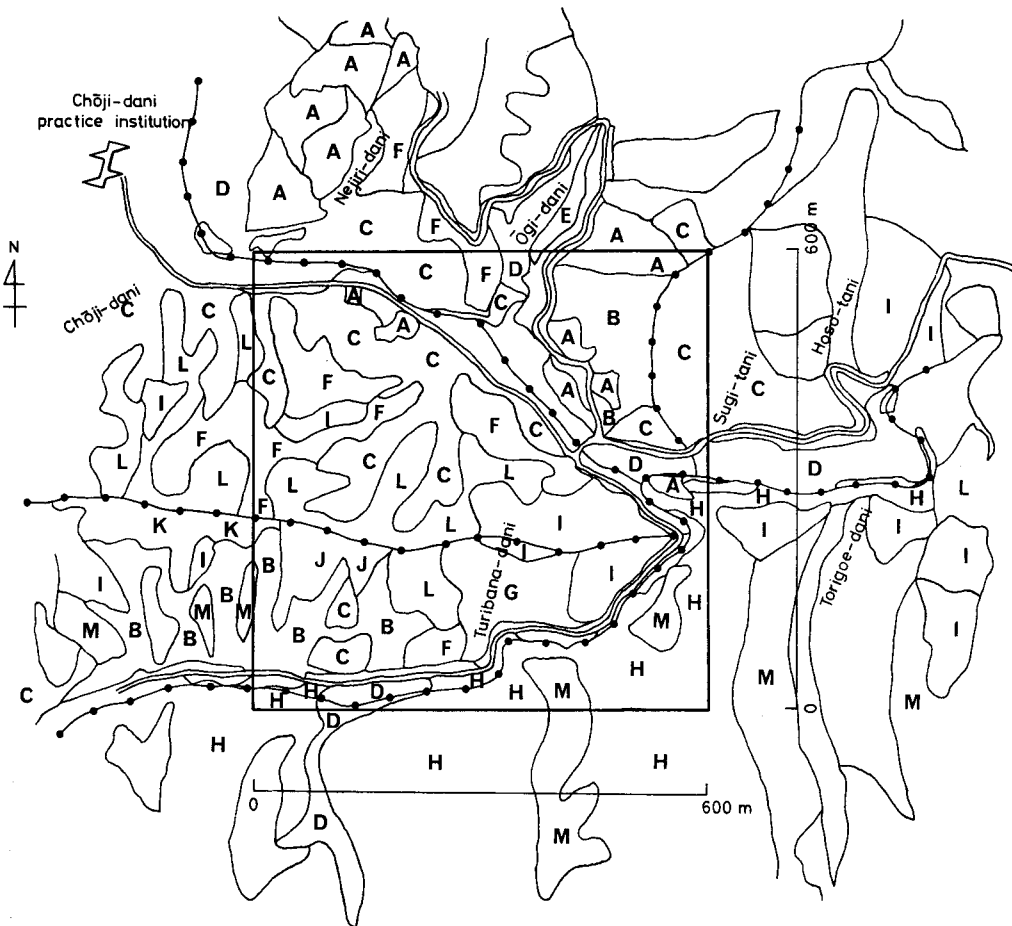 A
A
A
Chōji-dani
practice institution
A
A
F
Nejiri-dani
D
A
C
F
E
Ōgi-dani
A
C
N
600 m
C
F
D
A
Chōji-dani
C
C
A
C
A
B
I
Hoso-tani
L
L
C
F
C
C
A
A
A
B
C
Sugi-tani
C
I
I
I
F
F
C
F
C
B
C
F
L
L
F
L
C
L
C
L
D
A
H
H
D
H
L
K
K
F
L
I
I
I
I
Turibana-dani
I
B
J
J
L
G
I
I
Torigoe-dani
M
B
B
M
B
M
B
C
B
C
F
M
H
H
I
C
H
H
D
H
H
M
M
M
0
D
H
H
H
0
600 m
D
M